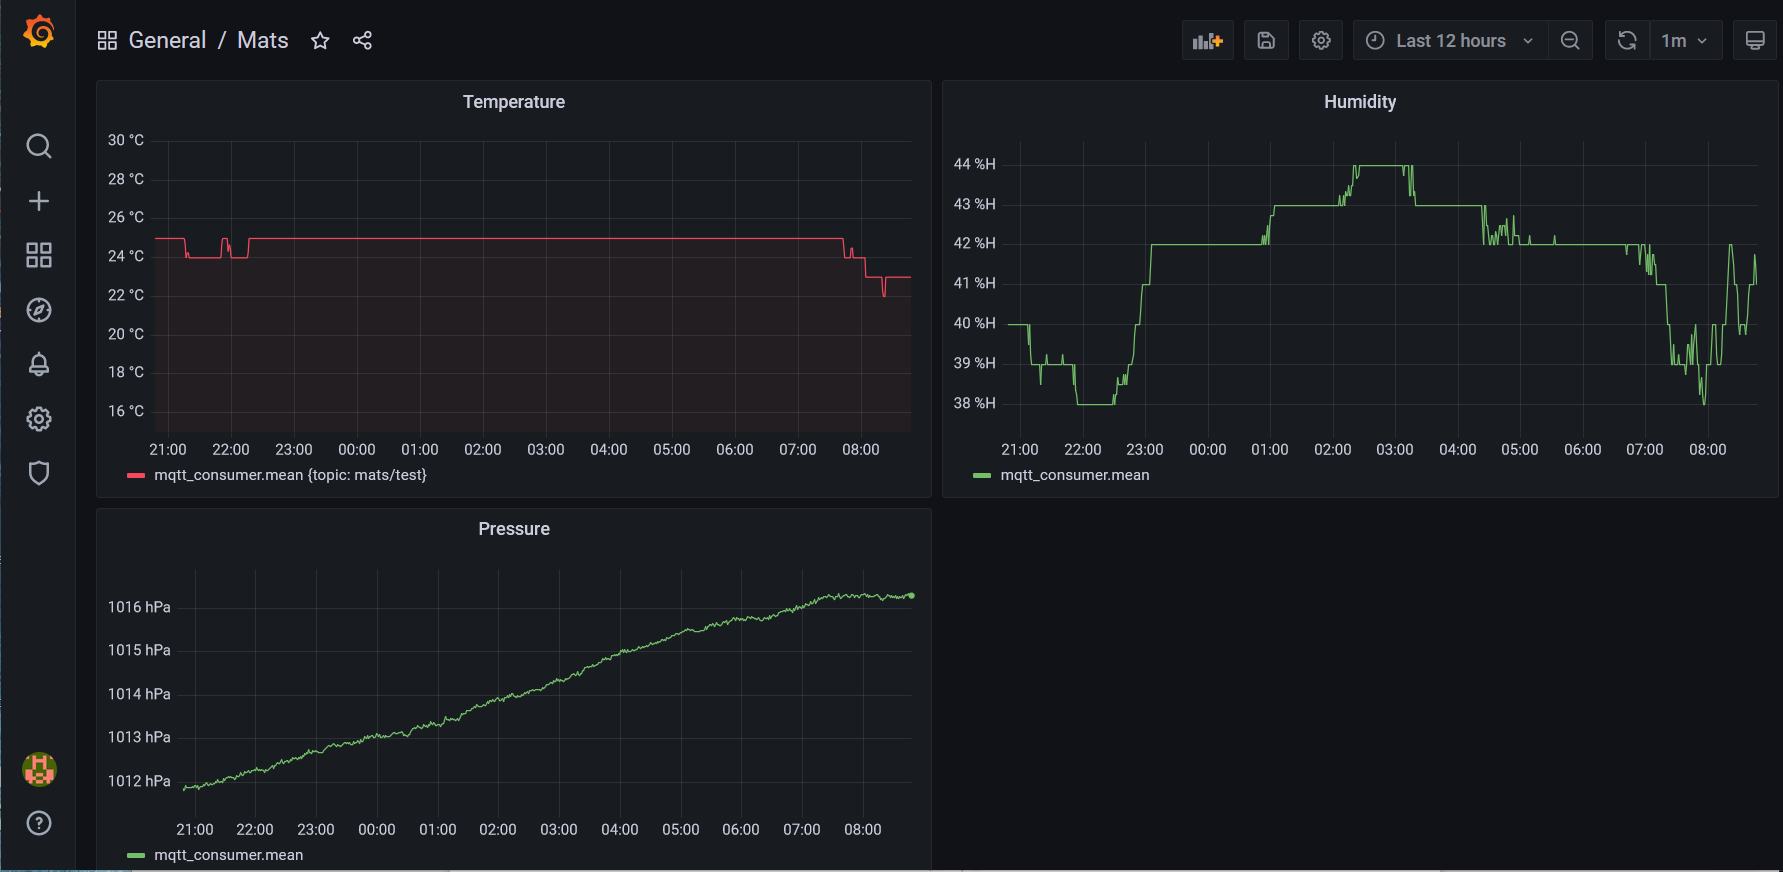 General / Mats
Last 12 hours
1m
Temperature
30 °C
28 °C
26 °C
24 °C
22 °C
20 °C
18 °C
16 °C
21:00 22:00 23:00 00:00 01:00 02:00 03:00 04:00 05:00 06:00 07:00 08:00
mqtt_consumer.mean {topic: mats/test}
Humidity
44 %H
43 %H
42 %H
41 %H
40 %H
39 %H
38 %H
21:00 22:00 23:00 00:00 01:00 02:00 03:00 04:00 05:00 06:00 07:00 08:00
mqtt_consumer.mean
Pressure
1016 hPa
1015 hPa
1014 hPa
1013 hPa
1012 hPa
21:00 22:00 23:00 00:00 01:00 02:00 03:00 04:00 05:00 06:00 07:00 08:00
mqtt_consumer.mean